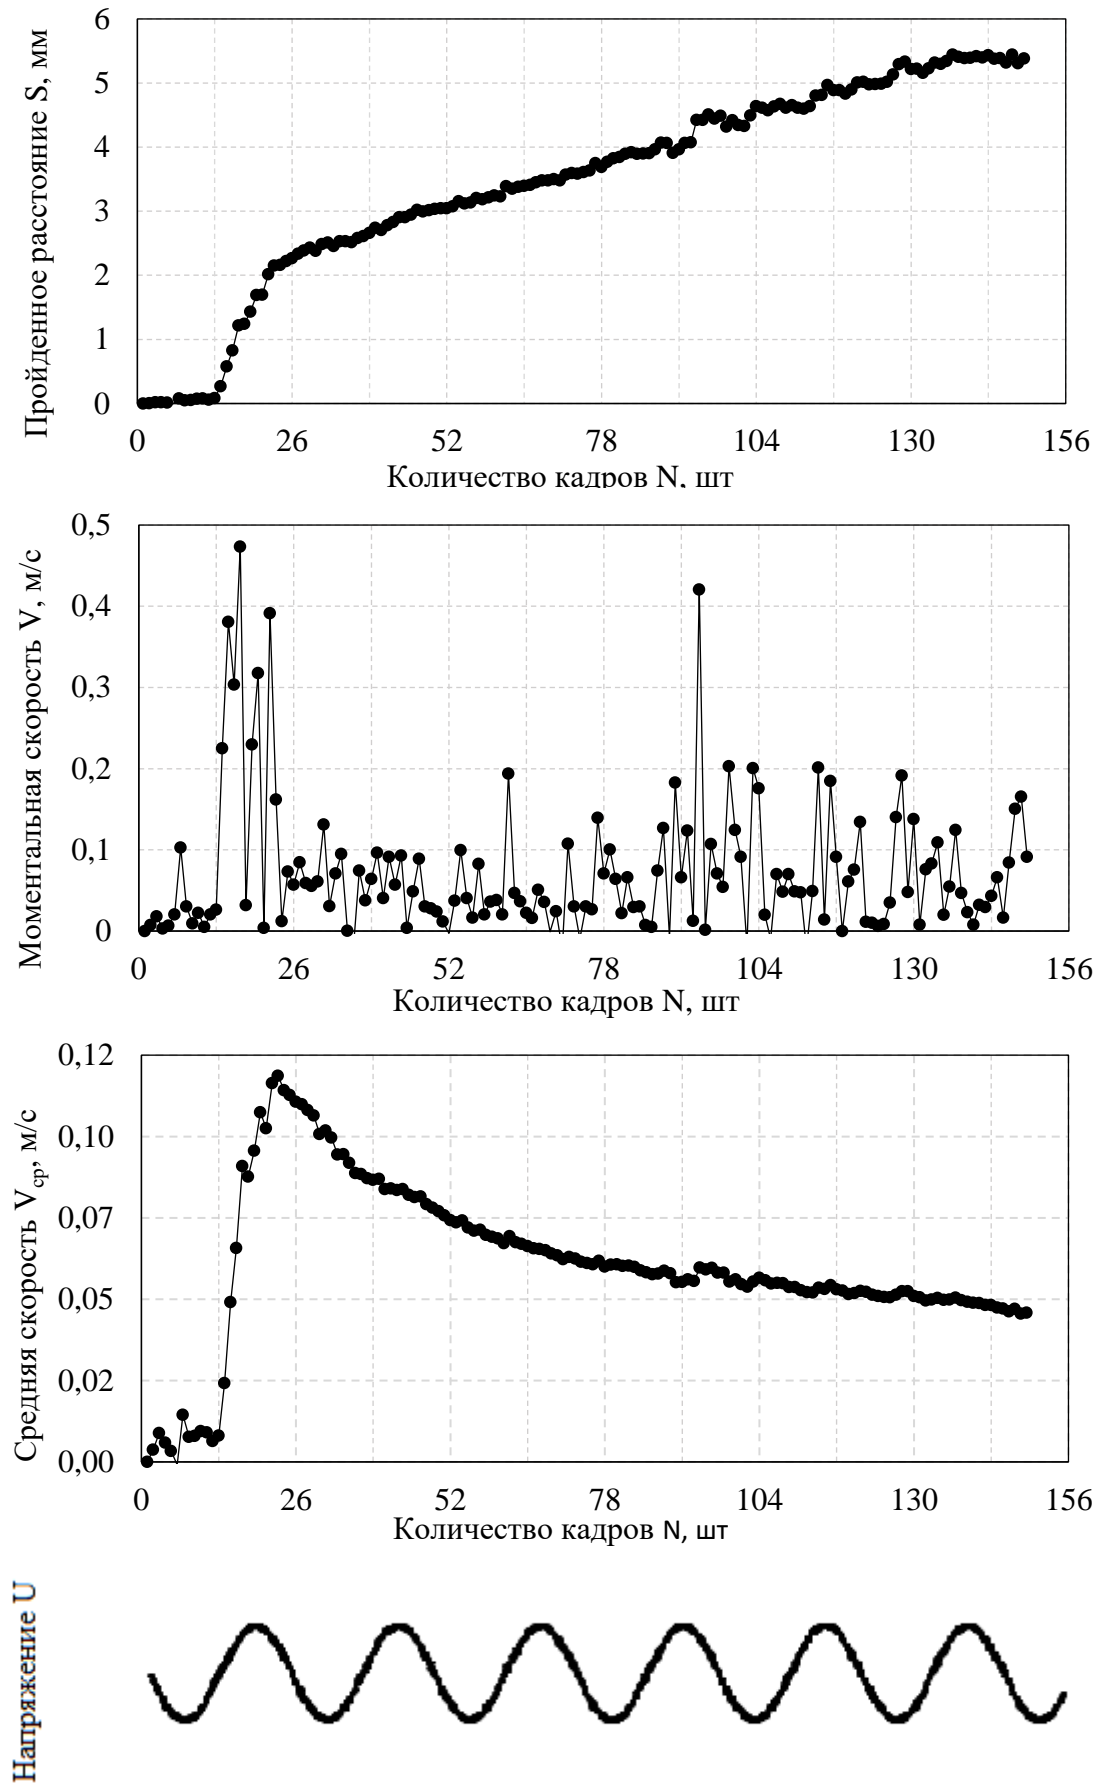 Пройденное расстояние S, мм
6
5
4
3
2
1
0
0 26 52 78 104 130 156
Количество кадров N, шт
Моментальная скорость V, м/с
0,5
0,4
0,3
0,2
0,1
0
0 26 52 78 104 130 156
Количество кадров N, шт
Средняя скорость Vср, м/с
0,12
0,10
0,07
0,05
0,02
0,00
0 26 52 78 104 130 156
Количество кадров N, шт
Напряжение U